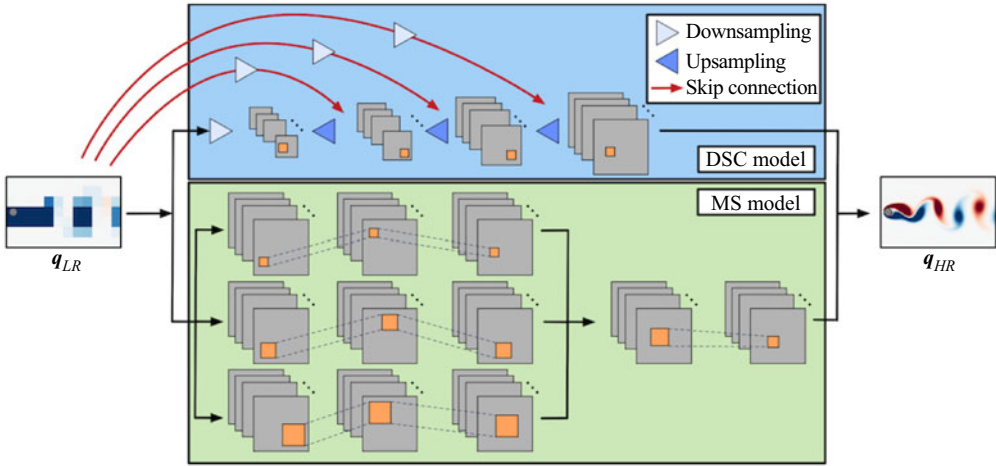 Downsampling
Upsampling
Skip connection
DSC model
MS model
q_LR
q_HR